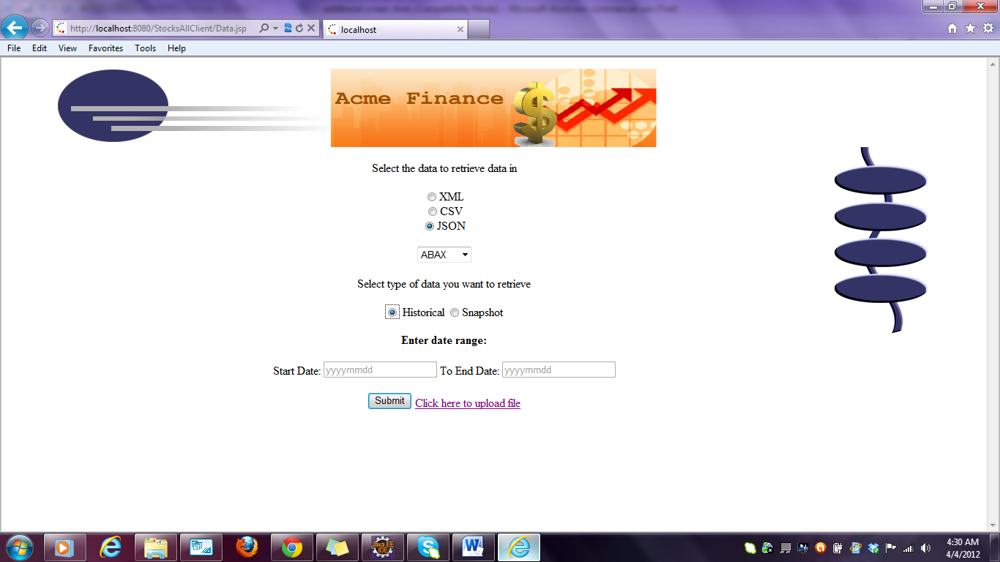 http://localhost:8080/StocksAllClient/Data.jsp
localhost
File Edit View Favorites Tools Help
Acme Finance
Select the data to retrieve data in
XML
CSV
JSON
ABAX
Select type of data you want to retrieve
Historical Snapshot
Enter date range:
Start Date: yyyymmdd To End Date: yyyymmdd
Submit Click here to upload file
Java EE
IDE
4:30 AM
4/4/2012